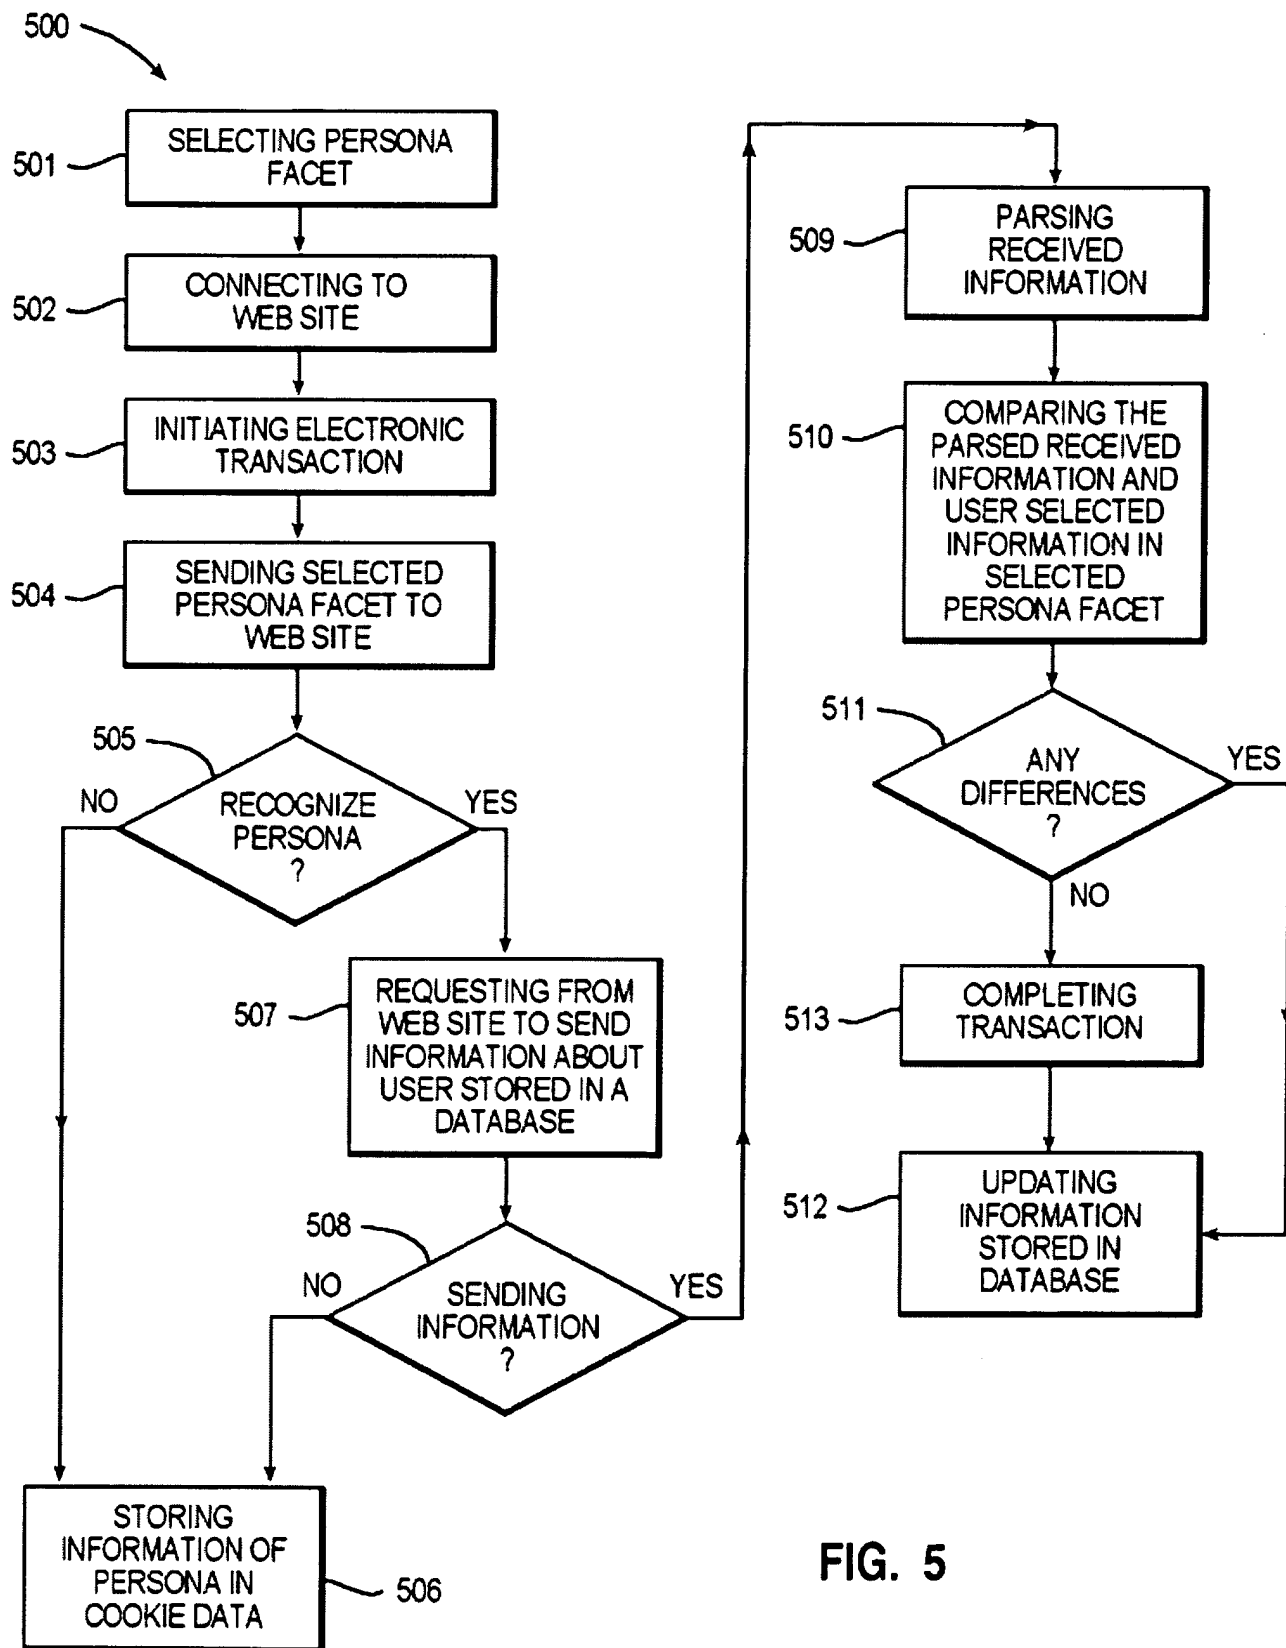 500
501
SELECTING PERSONA
FACET
502
CONNECTING TO
WEB SITE
503
INITIATING ELECTRONIC
TRANSACTION
504
SENDING SELECTED
PERSONA FACET TO
WEB SITE
505
NO
RECOGNIZE
PERSONA
?
YES
507
REQUESTING FROM
WEB SITE TO SEND
INFORMATION ABOUT
USER STORED IN A
DATABASE
508
NO
SENDING
INFORMATION
?
YES
STORING
INFORMATION OF
PERSONA IN
COOKIE DATA
506
509
PARSING
RECEIVED
INFORMATION
510
COMPARING THE
PARSED RECEIVED
INFORMATION AND
USER SELECTED
INFORMATION IN
SELECTED
PERSONA FACET
511
ANY
DIFFERENCES
?
YES
NO
513
COMPLETING
TRANSACTION
512
UPDATING
INFORMATION
STORED IN
DATABASE
FIG. 5